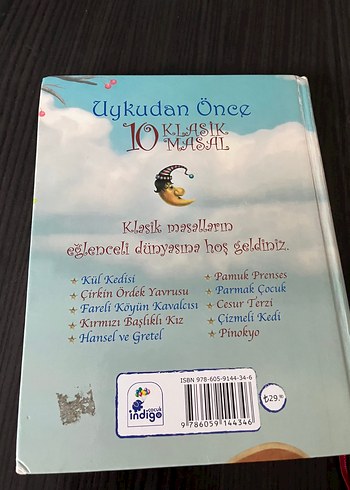 Uykudan Önce
10 KLASİK
MASAL
Klasik masalların
eğlenceli dünyasına hoş geldiniz.
Kül Kedisi
Çirkin Ördek Yavrusu
Fareli Köyün Kavalcısı
Kırmızı Başlıklı Kız
Hansel ve Gretel
Pamuk Prenses
Parmak Çocuk
Cesur Terzi
Çizmeli Kedi
Pinokyo
ISBN 978-605-9144-34-6
çocuk
indigo
9 786059 144346